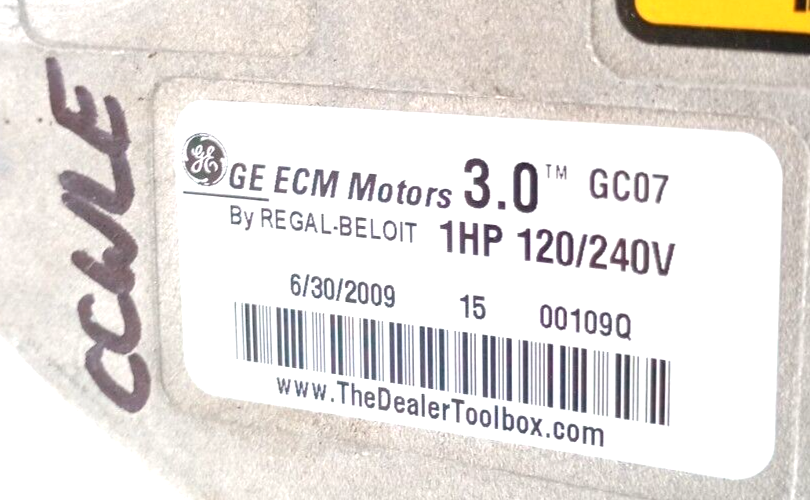 CCWLE
GE
GE ECM Motors 3.0™ GC07
By REGAL-BELOIT 1HP 120/240V
6/30/2009 15 00109Q
www.TheDealerToolbox.com